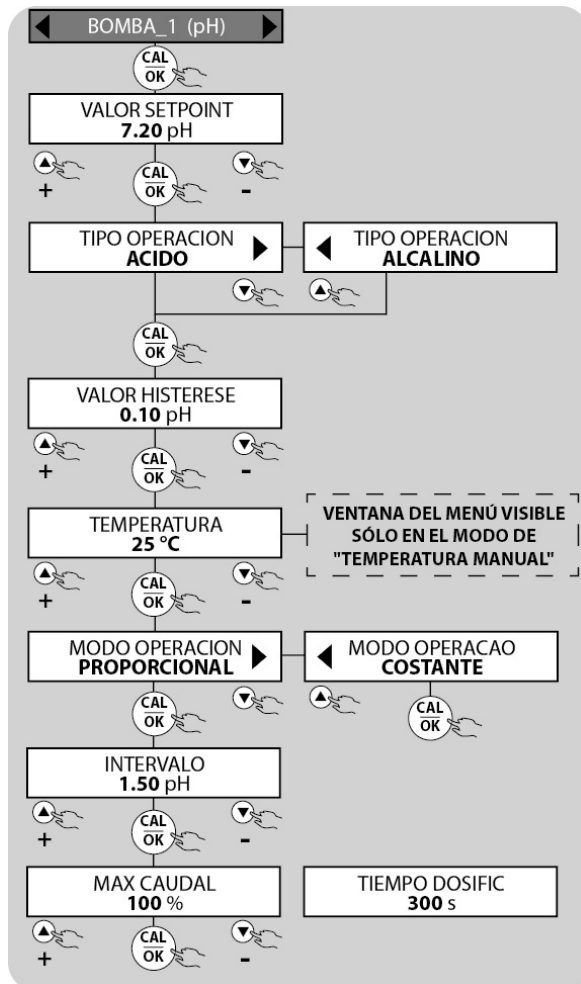 BOMBA_1 (pH)
CAL
OK
VALOR SETPOINT
7.20 pH
+
CAL
OK
-
TIPO OPERACION
ACIDO
TIPO OPERACION
ALCALINO
CAL
OK
VALOR HISTERESE
0.10 pH
+
CAL
OK
-
TEMPERATURA
25 °C
VENTANA DEL MENÚ VISIBLE
SÓLO EN EL MODO DE
"TEMPERATURA MANUAL"
+
CAL
OK
-
MODO OPERACION
PROPORCIONAL
MODO OPERACAO
COSTANTE
CAL
OK
CAL
OK
INTERVALO
1.50 pH
+
CAL
OK
-
MAX CAUDAL
100 %
TIEMPO DOSIFIC
300 s
+
CAL
OK
-